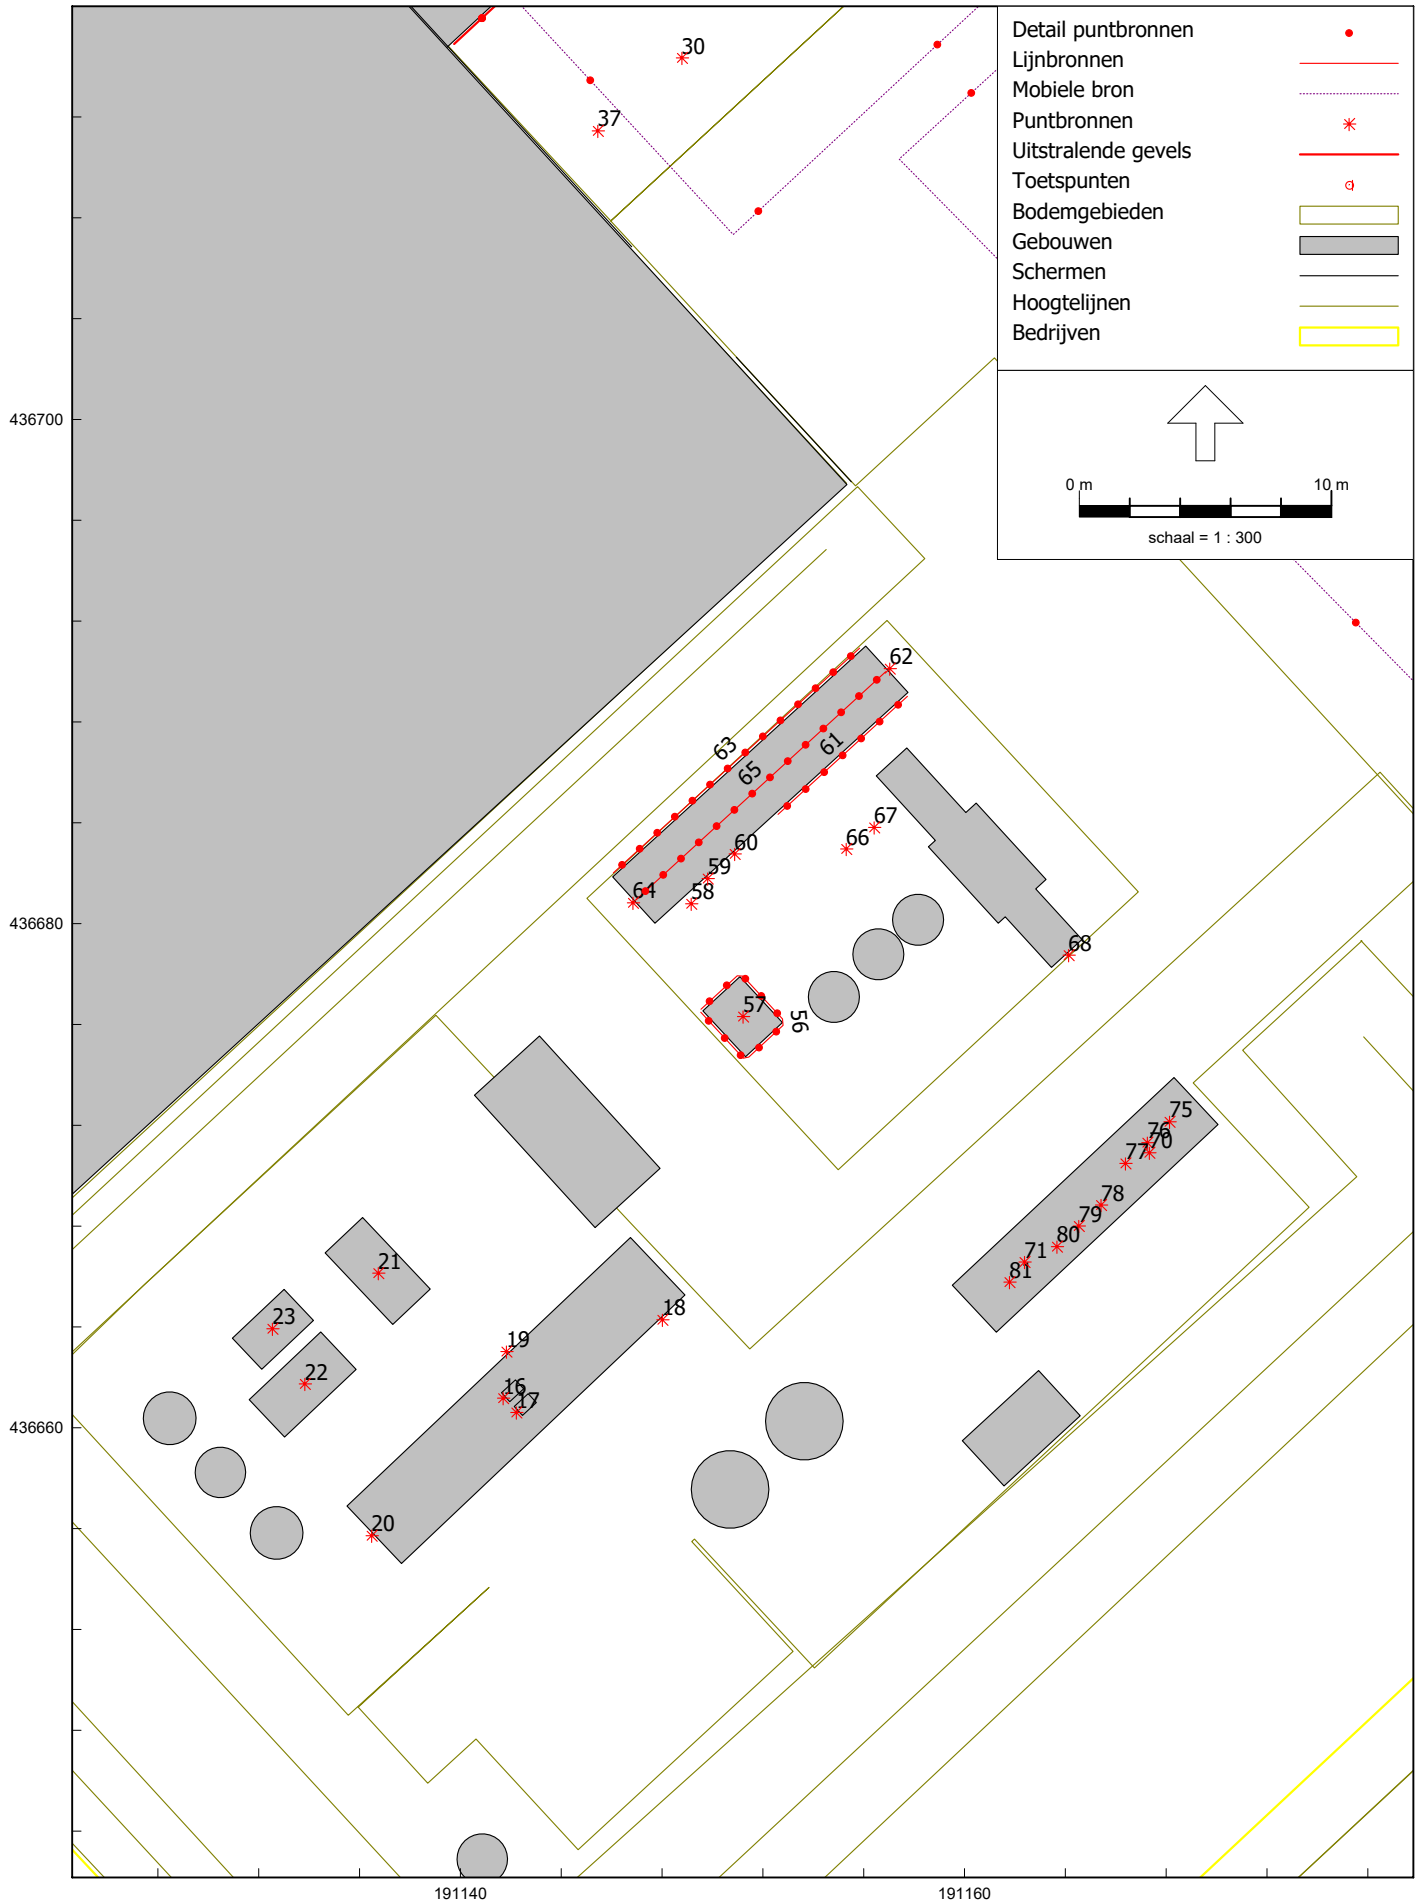 Detail puntbronnen
Lijnbronnen
Mobiele bron
Puntbronnen
Uitstralende gevels
Toetspunten
Bodemgebieden
Gebouwen
Schermen
Hoogtelijnen
Bedrijven
0 m 10 m
schaal = 1 : 300
30
37
436700
62
63
61
65
67
66
60
59
64
58
436680
68
57
56
75
76
70
77
78
79
80
71
81
21
23
18
19
22
16
17
436660
20
191140 191160